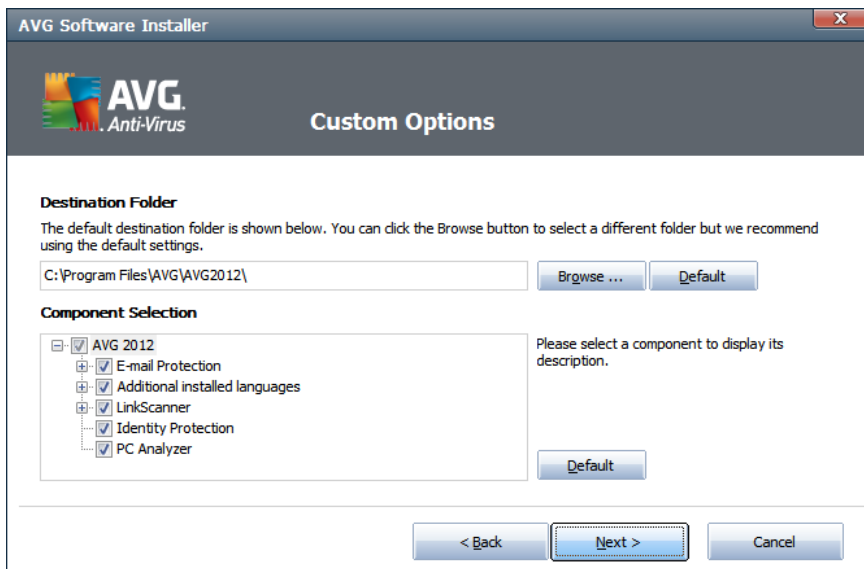 AVG Software Installer
x
AVG.
Anti-Virus
Custom Options
Destination Folder
The default destination folder is shown below. You can click the Browse button to select a different folder but we recommend
using the default settings.
C:\Program Files\AVG\AVG2012\
Browse ...
Default
Component Selection
AVG 2012
E-mail Protection
Additional installed languages
LinkScanner
Identity Protection
PC Analyzer
Please select a component to display its
description.
Default
< Back
Next >
Cancel